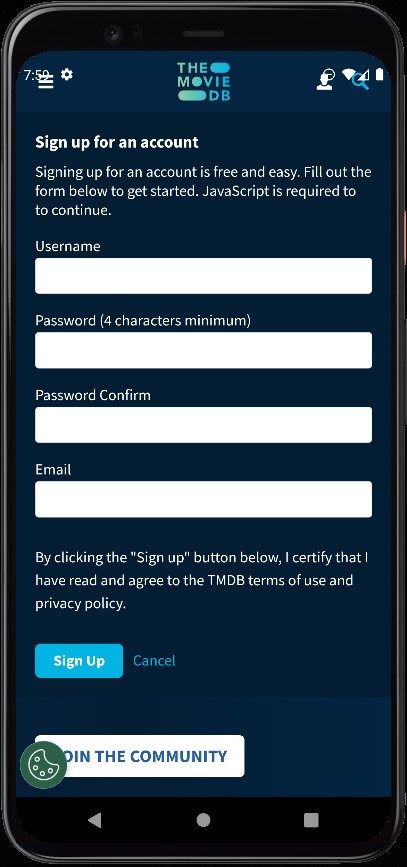 7:59
THE
MOVIE
DB
Sign up for an account
Signing up for an account is free and easy. Fill out the
form below to get started. JavaScript is required to
to continue.
Username
Password (4 characters minimum)
Password Confirm
Email
By clicking the "Sign up" button below, I certify that I
have read and agree to the TMDB terms of use and
privacy policy.
Sign Up Cancel
OIN THE COMMUNITY